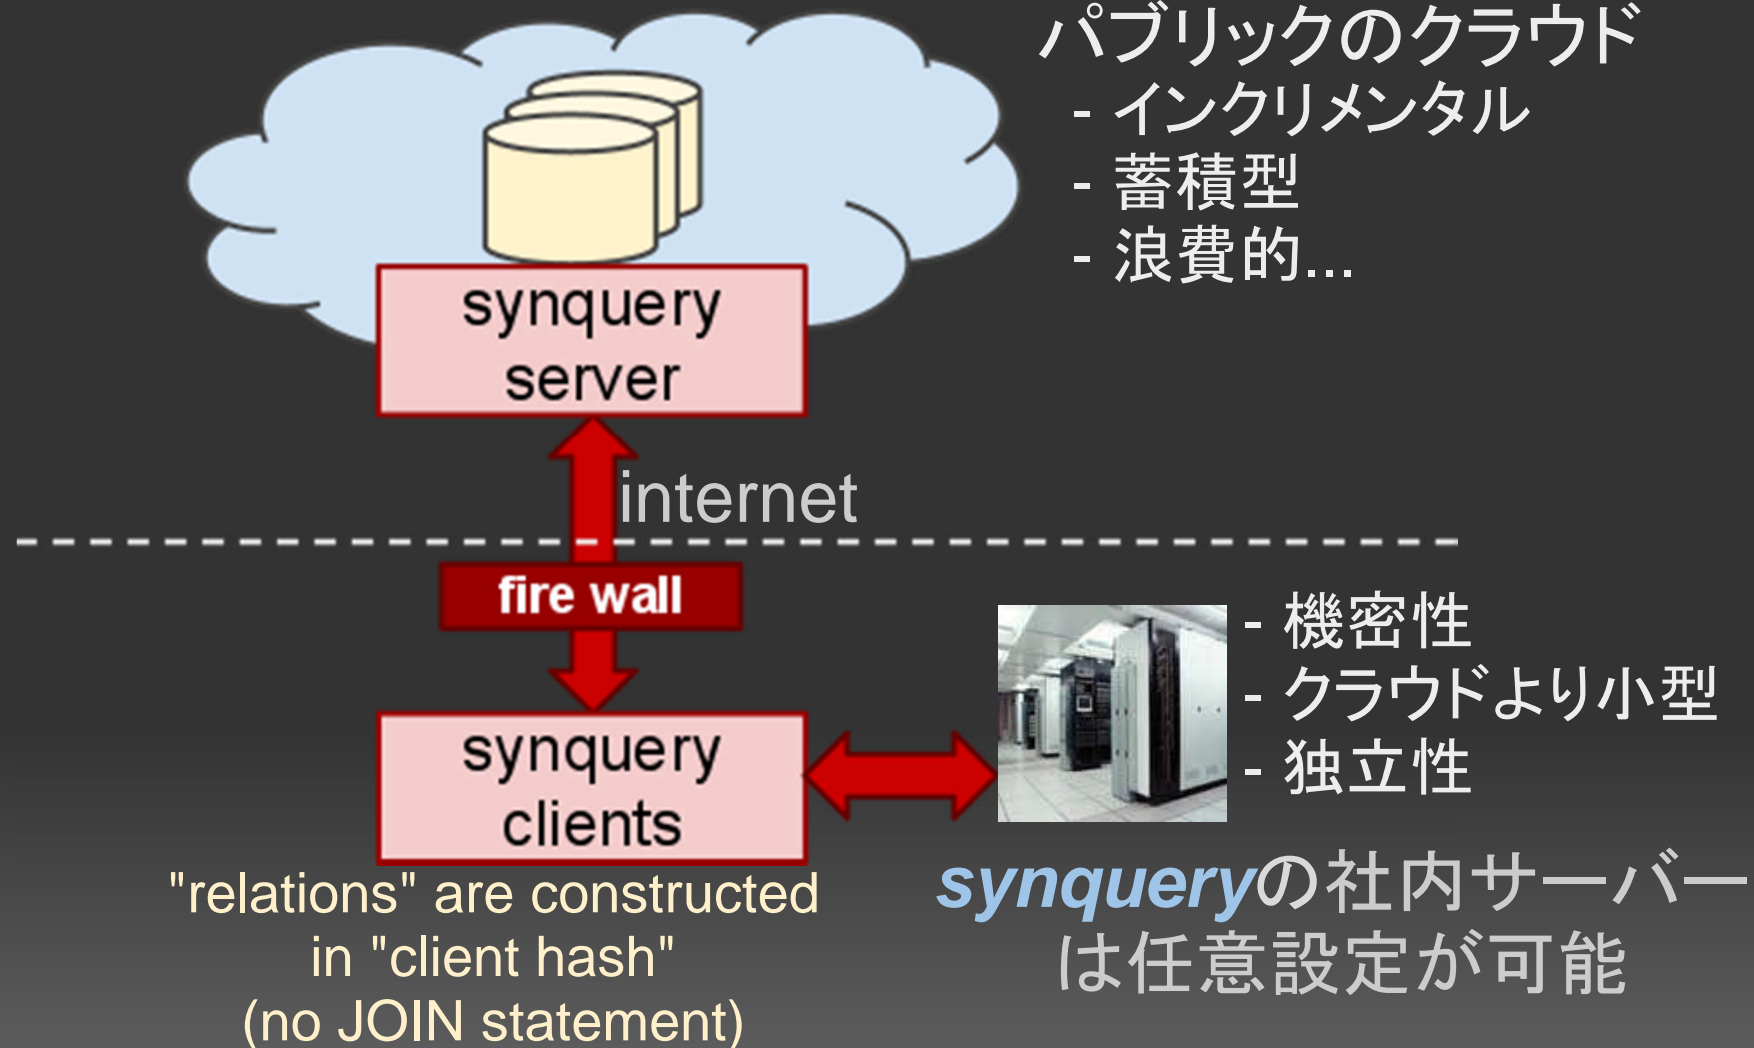 パブリックのクラウド
- インクリメンタル
- 蓄積型
- 浪費的...
synquery
server
internet
fire wall
synquery
clients
- 機密性
- クラウドより小型
- 独立性
"relations" are constructed
in "client hash"
(no JOIN statement)
synqueryの社内サーバー
は任意設定が可能